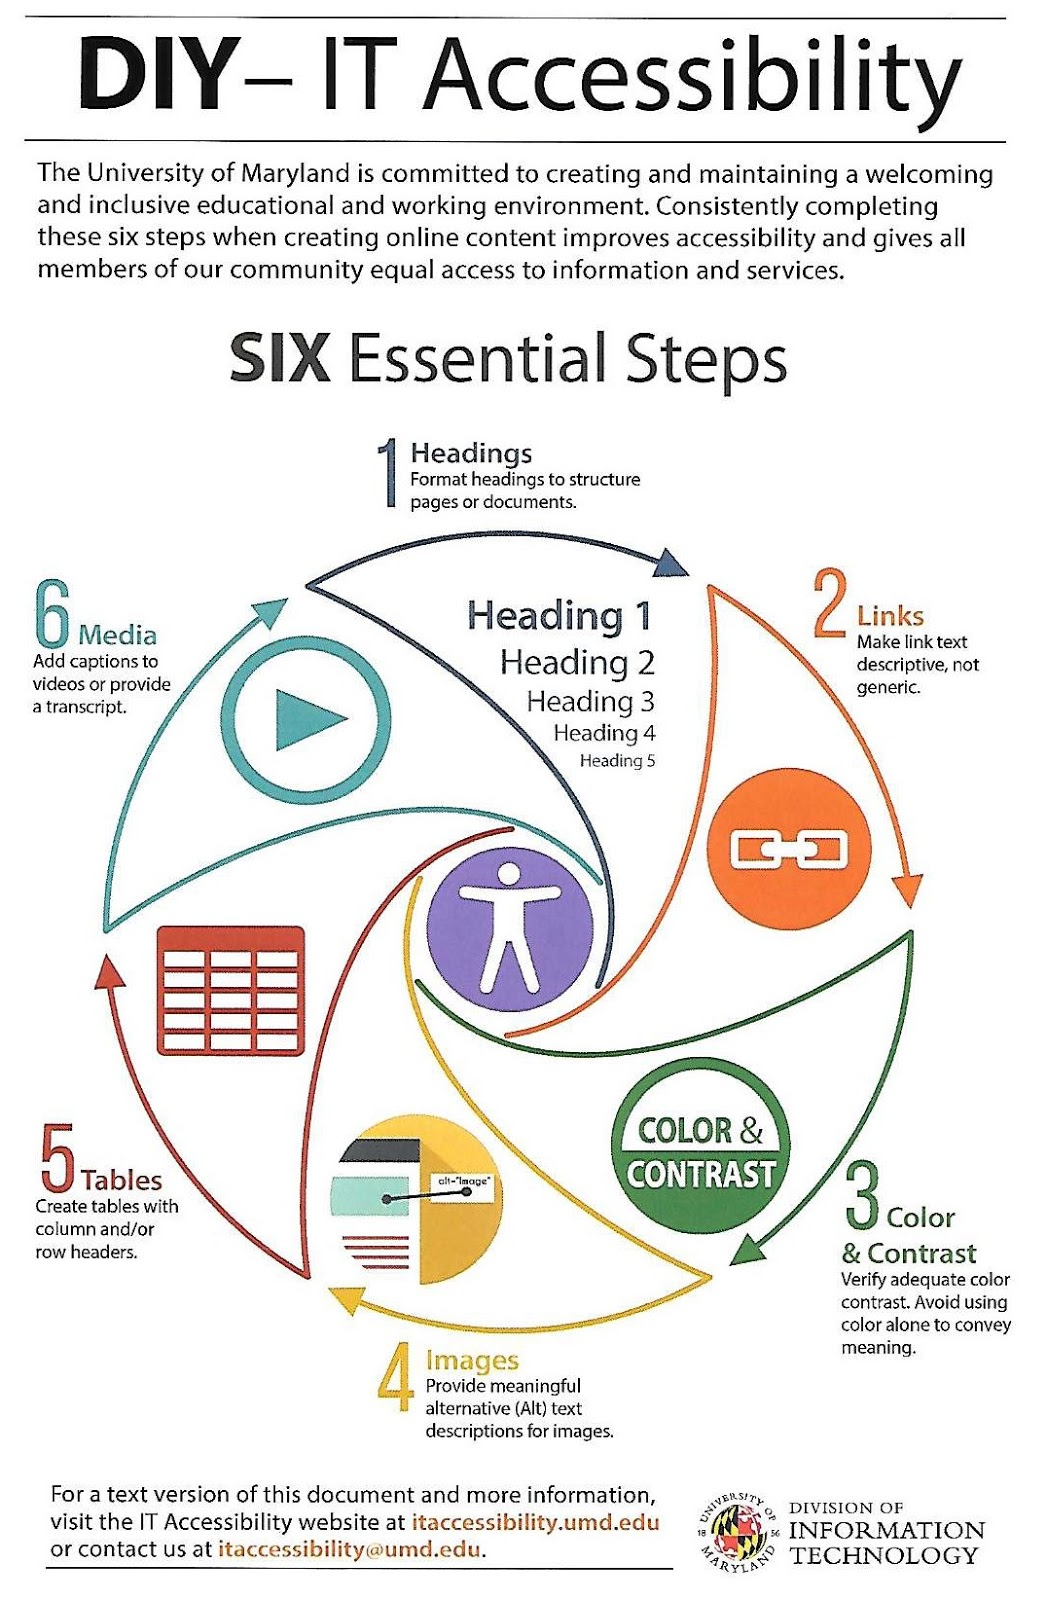 DIY– IT Accessibility
The University of Maryland is committed to creating and maintaining a welcoming
and inclusive educational and working environment. Consistently completing
these six steps when creating online content improves accessibility and gives all
members of our community equal access to information and services.
SIX Essential Steps
1 Headings
Format headings to structure
pages or documents.
Heading 1
Heading 2
Heading 3
Heading 4
Heading 5
2 Links
Make link text
descriptive, not
generic.
COLOR &
CONTRAST
3 Color
& Contrast
Verify adequate color
contrast. Avoid using
color alone to convey
meaning.
alt="Image"
4 Images
Provide meaningful
alternative (Alt) text
descriptions for images.
5 Tables
Create tables with
column and/or
row headers.
6 Media
Add captions to
videos or provide
a transcript.
For a text version of this document and more information,
visit the IT Accessibility website at itaccessibility.umd.edu
or contact us at itaccessibility@umd.edu.
UNIVERSITY OF
18 56
MARYLAND
DIVISION OF
INFORMATION
TECHNOLOGY